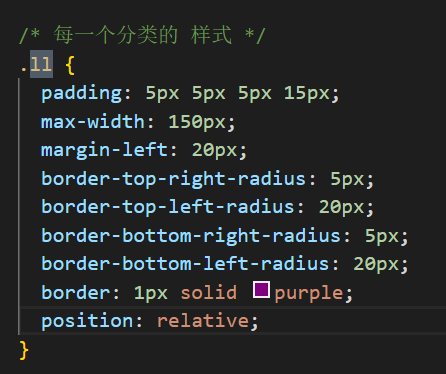 /* 每一个分类的 样式 */
.ll {
padding: 5px 5px 5px 15px;
max-width: 150px;
margin-left: 20px;
border-top-right-radius: 5px;
border-top-left-radius: 20px;
border-bottom-right-radius: 5px;
border-bottom-left-radius: 20px;
border: 1px solid purple;
position: relative;
}